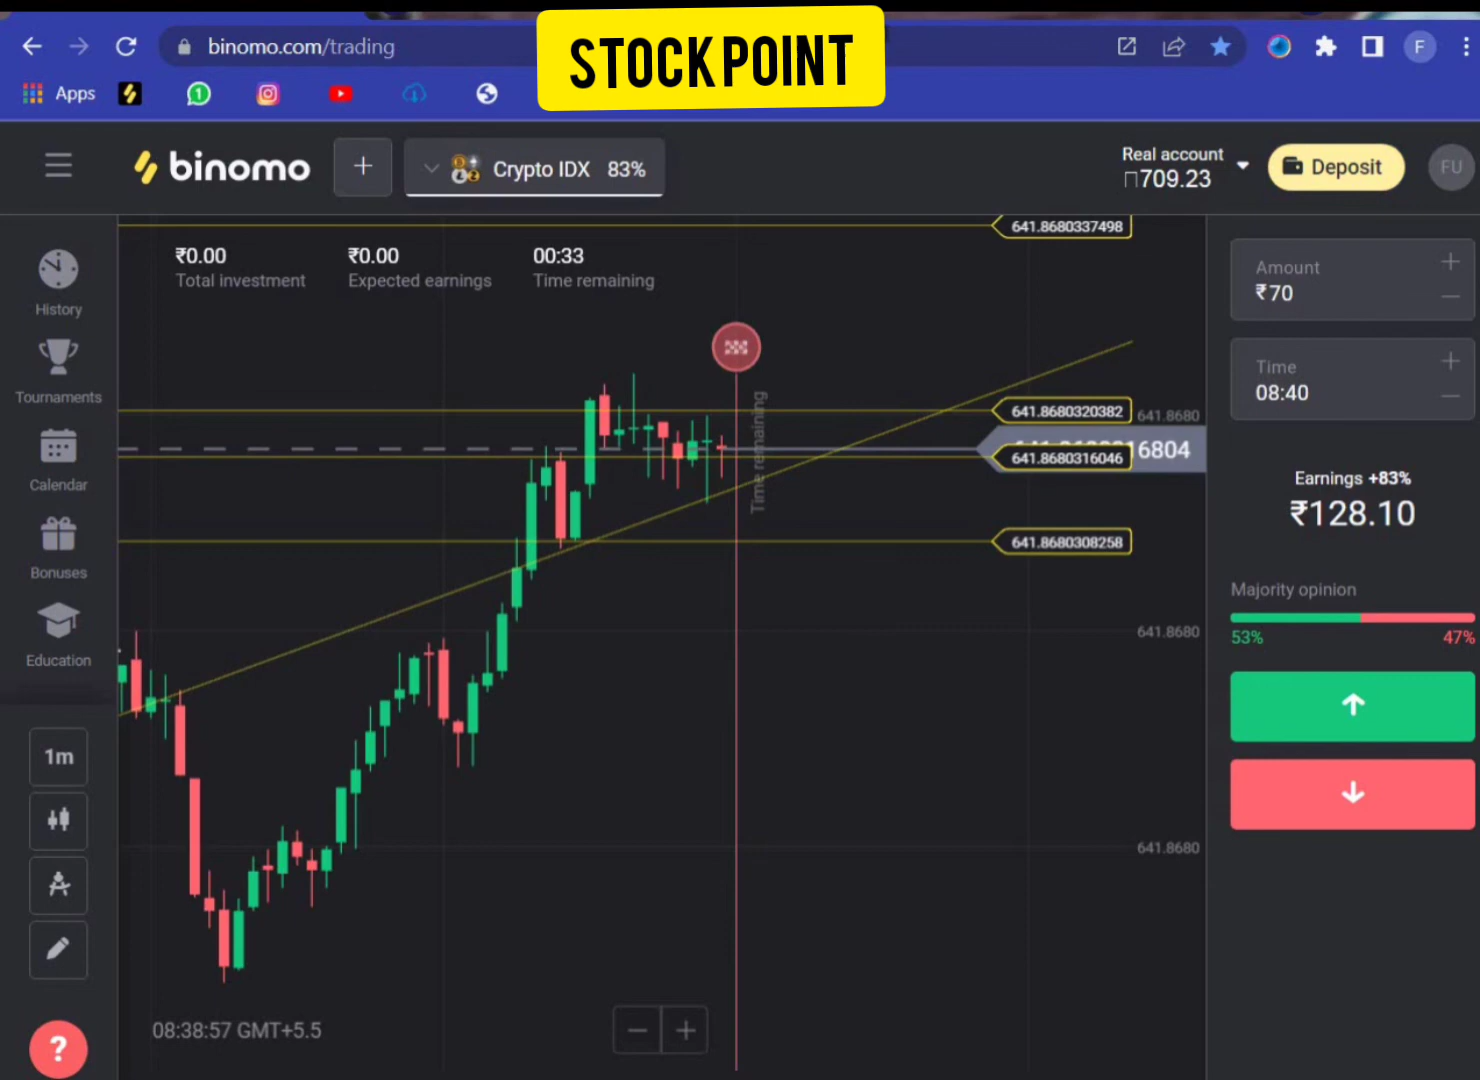 STOCK POINT
binomo.com/trading
F
Apps
1
binomo
+
Crypto IDX 83%
Real account
709.23
Deposit
FU
History
Tournaments
Calendar
Bonuses
Education
1m
?
₹0.00
Total investment
₹0.00
Expected earnings
00:33
Time remaining
641.8680337498
641.8680320382
641.8680
6804
641.8680316046
641.8680308258
641.8680
641.8680
Time remaining
08:38:57 GMT+5.5
Amount
₹70
Time
08:40
Earnings +83%
₹128.10
Majority opinion
53%
47%